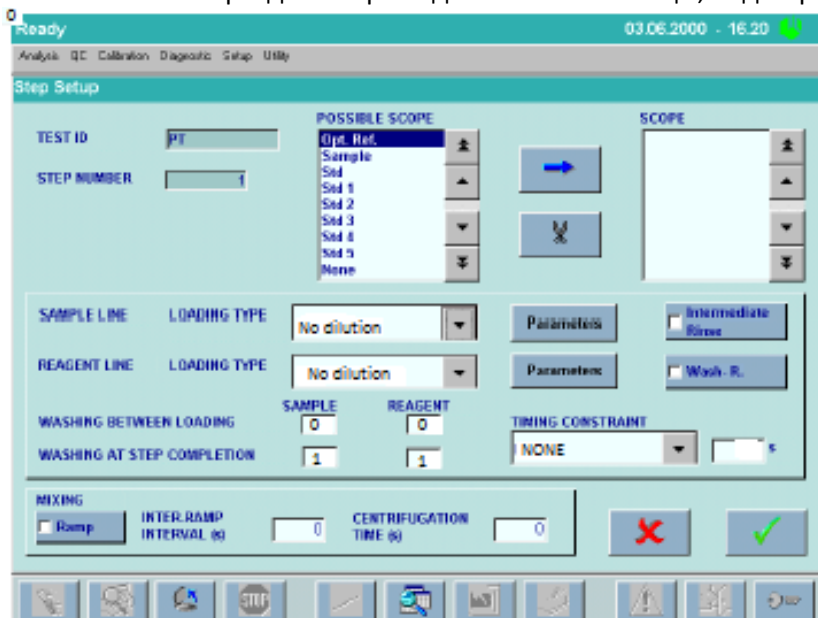 0
Ready 03.06.2000 - 16.20
Analysis QC Calibration Diagnostic Setup Utility
Step Setup
POSSIBLE SCOPE SCOPE
TEST ID PT
STEP NUMBER 1
Opt. Ref.
Sample
Std
Std 1
Std 2
Std 3
Std 4
Std 5
None
SAMPLE LINE LOADING TYPE No dilution Parameters Intermediate Rinse
REAGENT LINE LOADING TYPE No dilution Parameters Wash- R.
SAMPLE REAGENT
WASHING BETWEEN LOADING 0 0 TIMING CONSTRAINT
WASHING AT STEP COMPLETION 1 1 NONE s
MIXING
Ramp INTER.RAMP INTERVAL (s) 0 CENTRIFUGATION TIME (s) 0
STOP